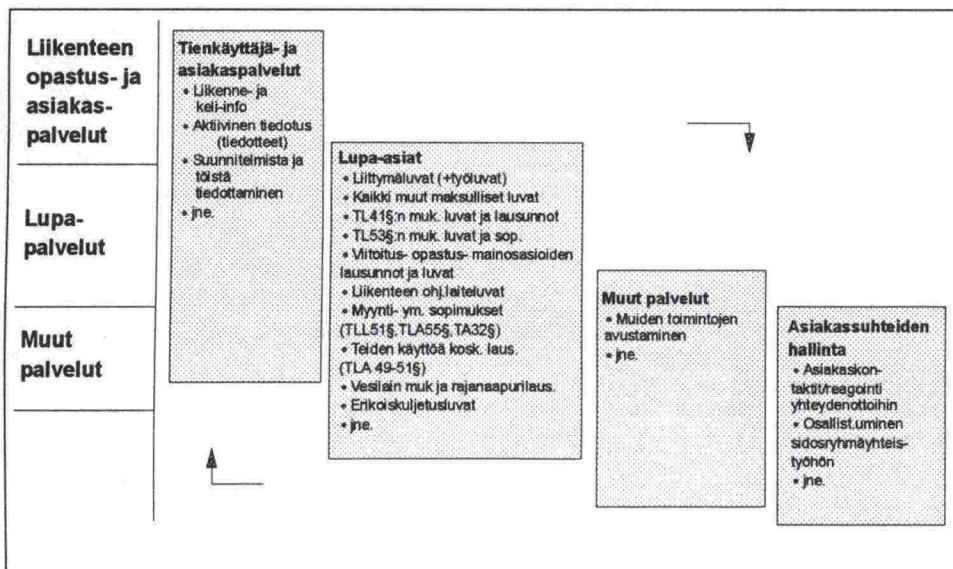 Liikenteen
opastus- ja
asiakas-
palvelut
Lupa-
palvelut
Muut
palvelut
Tienkäyttäjä- ja
asiakaspalvelut
• Liikenne- ja
keli-info
• Aktiivinen tiedotus
(tiedotteet)
• Suunnitelmista ja
töistä
tiedottaminen
• jne.
Lupa-asiat
• Liittymäluvat (+työluvat)
• Kaikki muut maksulliset luvat
• TL41§:n muk. luvat ja lausunnot
• TL53§:n muk. luvat ja sop.
• Viitoitus- opastus- mainosasioiden
lausunnot ja luvat
• Liikenteen ohj.laiteluvat
• Myynti- ym. sopimukset
(TLL51§,TLA55§,TA32§)
• Teiden käyttöä kosk. laus.
(TLA 49-51§)
• Vesilain muk ja rajanaapurilaus.
• Erikoiskuljetusluvat
• jne.
Muut palvelut
• Muiden toimintojen
avustaminen
• jne.
Asiakassuhteiden
hallinta
• Asiakaskon-
taktit/reagointi
yhteydenottoihin
• Osallist.uminen
sidosryhmäyhteis-
työhön
• jne.